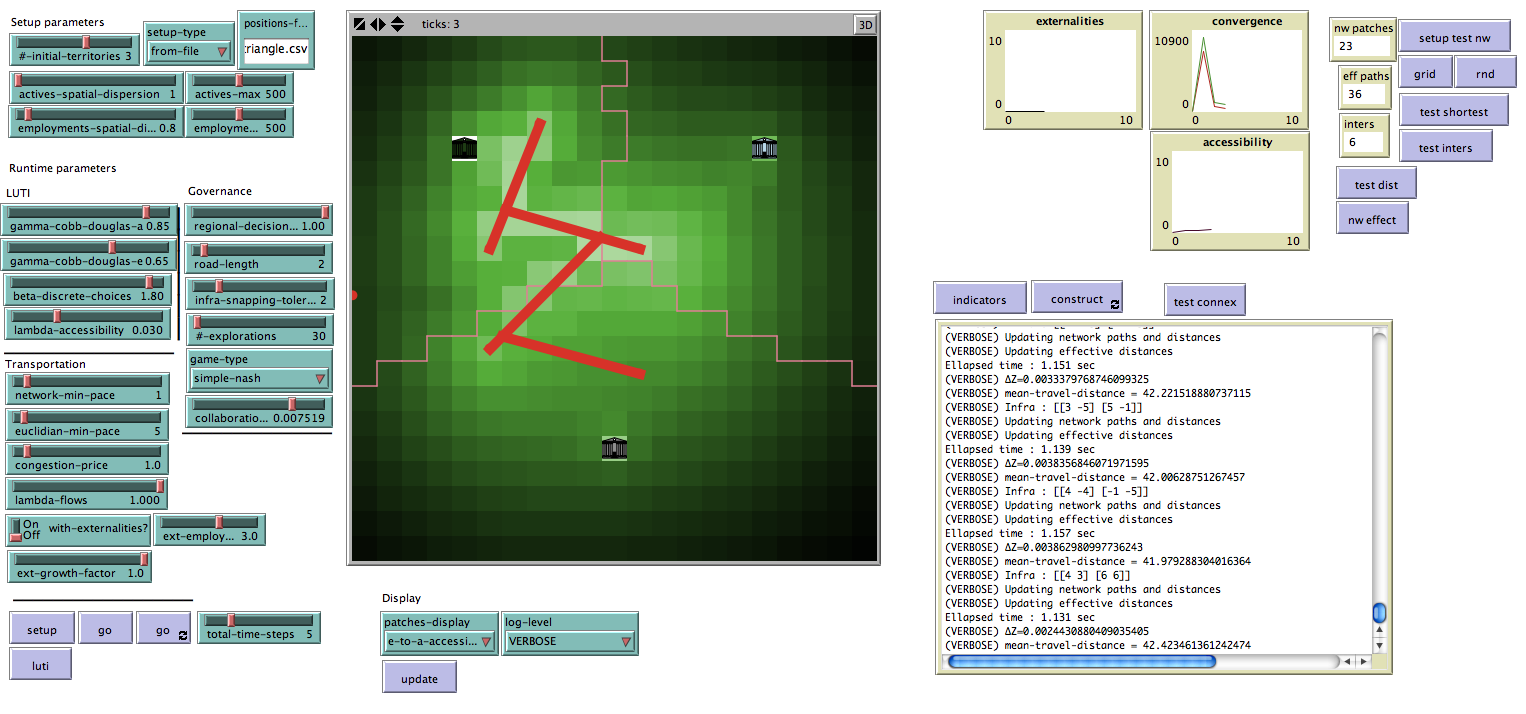 Setup parameters
#-initial-territories 3
setup-type
from-file
positions-f...
:riangle.csv
actives-spatial-dispersion 1
actives-max 500
employments-spatial-di... 0.8
employme... 500
Runtime parameters
LUTI
gamma-cobb-douglas-a 0.85
gamma-cobb-douglas-e 0.65
beta-discrete-choices 1.80
lambda-accessibility 0.030
Governance
regional-decision... 1.00
road-length 2
infra-snapping-toler... 2
#-explorations 30
game-type
simple-nash
collaboratio... 0.007519
Transportation
network-min-pace 1
euclidian-min-pace 5
congestion-price 1.0
lambda-flows 1.000
On
Off
with-externalities?
ext-employ... 3.0
ext-growth-factor 1.0
setup
go
go
total-time-steps 5
luti
ticks: 3
3D
Display
patches-display
e-to-a-accessi...
log-level
VERBOSE
update
externalities
10
0
0
10
convergence
10900
0
0
10
accessibility
10
0
0
10
nw patches
23
eff paths
36
inters
6
setup test nw
grid
rnd
test shortest
test inters
test dist
nw effect
indicators
construct
test connex
(VERBOSE) Updating network paths and distances
(VERBOSE) Updating effective distances
Ellapsed time : 1.151 sec
(VERBOSE) ΔZ=0.0033379768746099325
(VERBOSE) mean-travel-distance = 42.221518880737115
(VERBOSE) Infra : [[3 -5] [5 -1]]
(VERBOSE) Updating network paths and distances
(VERBOSE) Updating effective distances
Ellapsed time : 1.139 sec
(VERBOSE) ΔZ=0.0038356846071971595
(VERBOSE) mean-travel-distance = 42.00628751267457
(VERBOSE) Infra : [[4 -4] [-1 -5]]
(VERBOSE) Updating network paths and distances
(VERBOSE) Updating effective distances
Ellapsed time : 1.157 sec
(VERBOSE) ΔZ=0.003862980997736243
(VERBOSE) mean-travel-distance = 41.979288304016364
(VERBOSE) Infra : [[4 3] [6 6]]
(VERBOSE) Updating network paths and distances
(VERBOSE) Updating effective distances
Ellapsed time : 1.131 sec
(VERBOSE) ΔZ=0.0024430880409035405
(VERBOSE) mean-travel-distance = 42.423461361242474